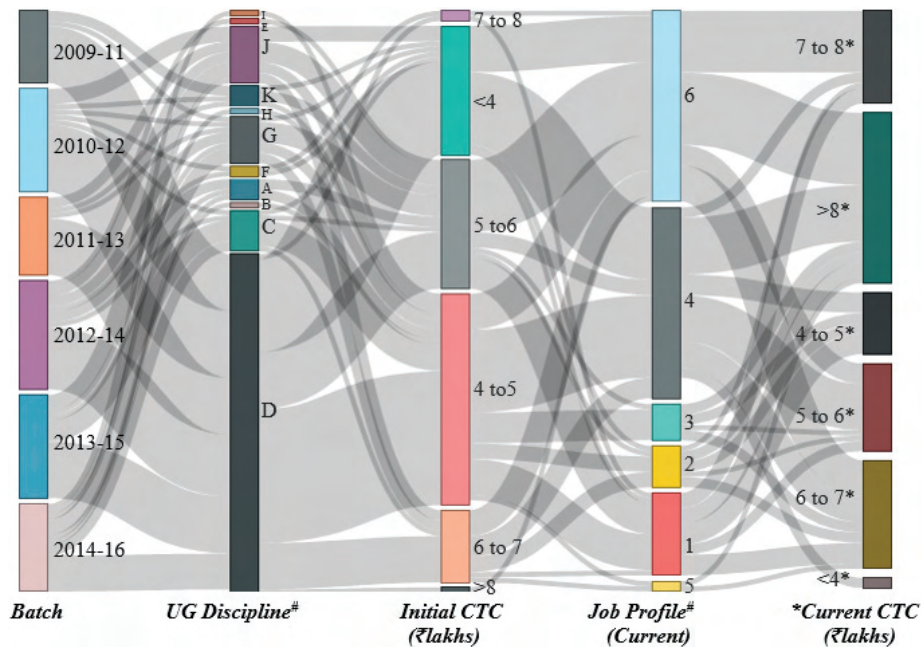 2009-11
2010-12
2011-13
2012-14
2013-15
2014-16
Batch
I
E
J
K
H
G
F
A
B
C
D
UG Discipline#
7 to 8
<4
5 to6
4 to5
6 to 7
>8
Initial CTC
(₹lakhs)
6
4
3
2
1
5
Job Profile#
(Current)
7 to 8*
>8*
4 to 5*
5 to 6*
6 to 7*
<4*
*Current CTC
(₹lakhs)